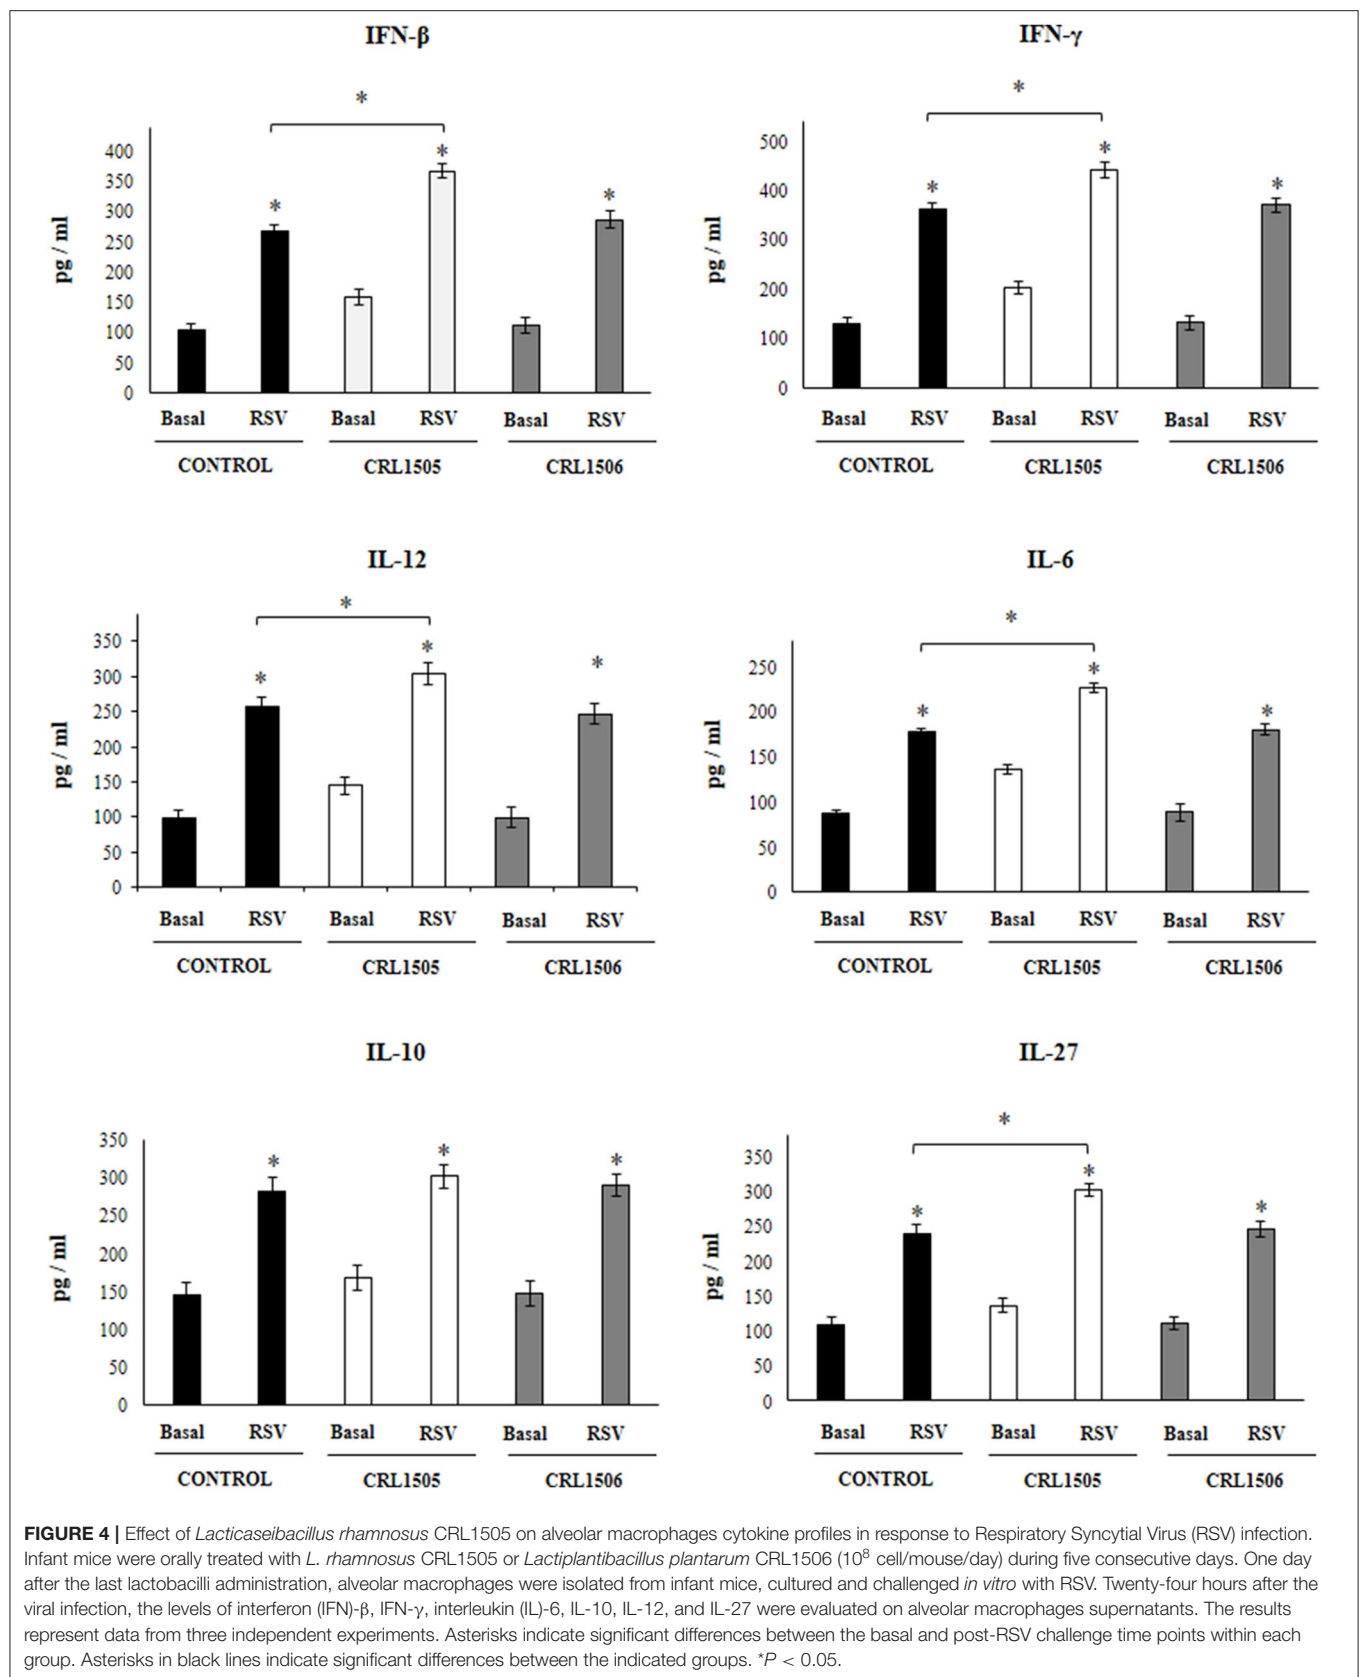 IFN-β
*
pg / ml
400
350
300
250
200
150
100
50
0
*
*
*
Basal RSV Basal RSV Basal RSV
CONTROL CRL1505 CRL1506
IFN-γ
*
pg / ml
500
400
300
200
100
0
*
*
*
Basal RSV Basal RSV Basal RSV
CONTROL CRL1505 CRL1506
IL-12
*
pg / ml
350
300
250
200
150
100
50
0
*
*
*
Basal RSV Basal RSV Basal RSV
CONTROL CRL1505 CRL1506
IL-6
*
pg / ml
250
200
150
100
50
0
*
*
*
Basal RSV Basal RSV Basal RSV
CONTROL CRL1505 CRL1506
IL-10
pg / ml
350
300
250
200
150
100
50
0
*
*
*
Basal RSV Basal RSV Basal RSV
CONTROL CRL1505 CRL1506
IL-27
*
pg / ml
350
300
250
200
150
100
50
0
*
*
*
Basal RSV Basal RSV Basal RSV
CONTROL CRL1505 CRL1506
FIGURE 4 | Effect of Lacticaseibacillus rhamnosus CRL1505 on alveolar macrophages cytokine profiles in response to Respiratory Syncytial Virus (RSV) infection.
Infant mice were orally treated with L. rhamnosus CRL1505 or Lactiplantibacillus plantarum CRL1506 (10⁸ cell/mouse/day) during five consecutive days. One day
after the last lactobacilli administration, alveolar macrophages were isolated from infant mice, cultured and challenged in vitro with RSV. Twenty-four hours after the
viral infection, the levels of interferon (IFN)-β, IFN-γ, interleukin (IL)-6, IL-10, IL-12, and IL-27 were evaluated on alveolar macrophages supernatants. The results
represent data from three independent experiments. Asterisks indicate significant differences between the basal and post-RSV challenge time points within each
group. Asterisks in black lines indicate significant differences between the indicated groups. *P < 0.05.